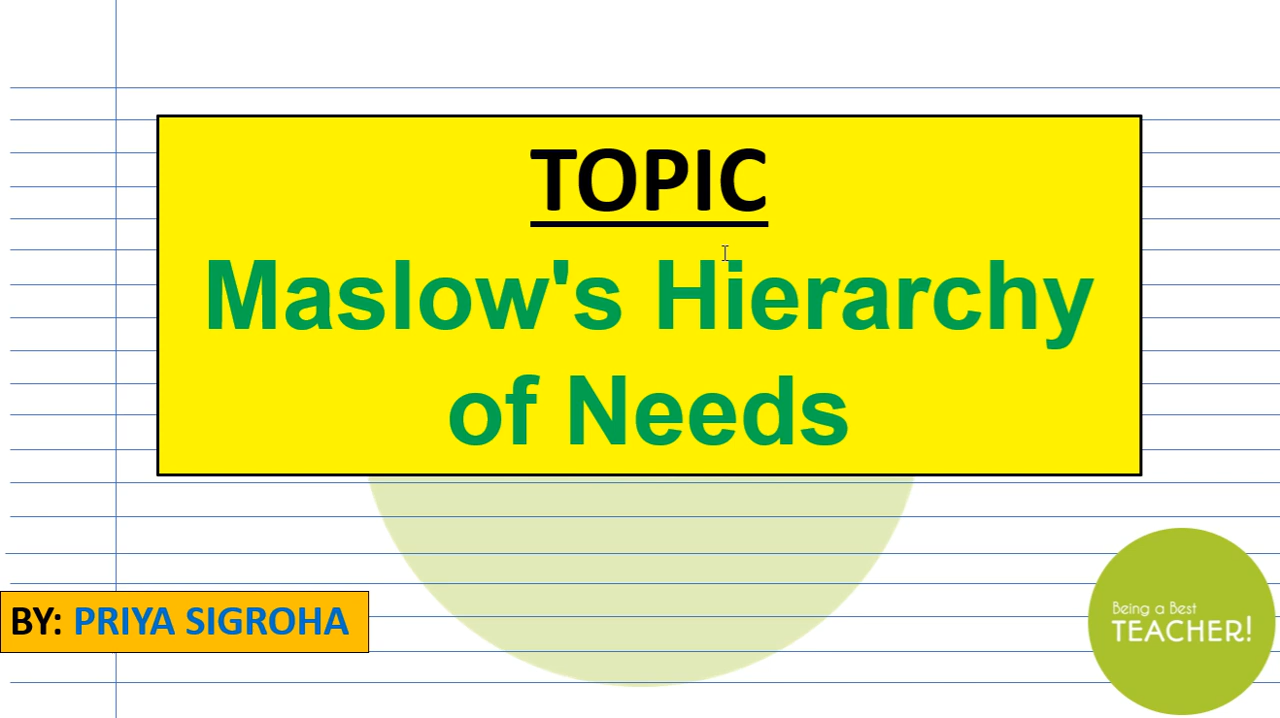 TOPIC
Maslow's Hierarchy
of Needs
BY: PRIYA SIGROHA
Being a Best
TEACHER!